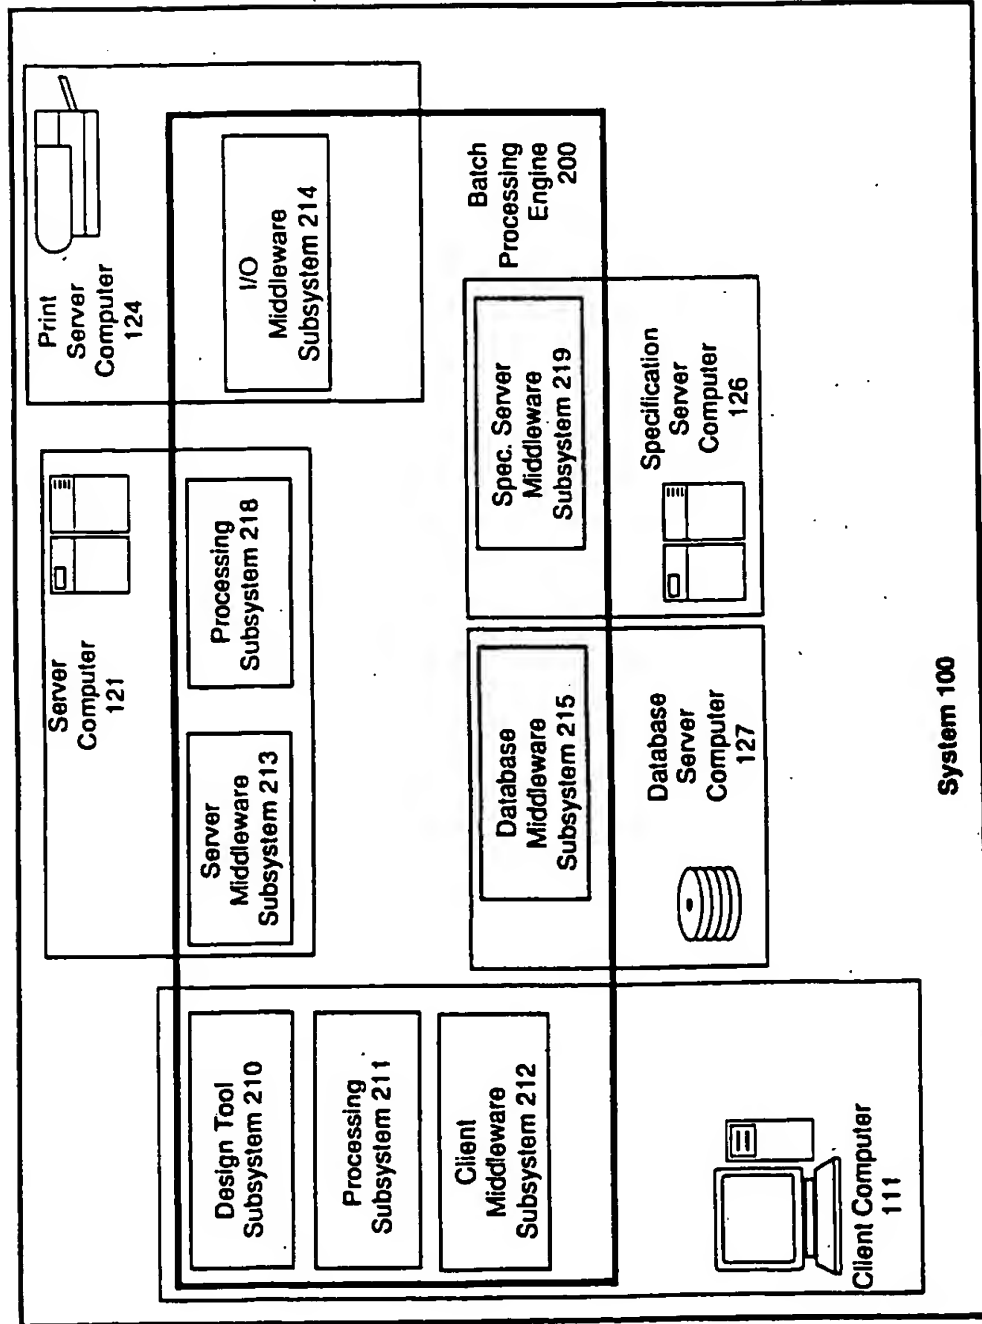 Server
Computer
121
Print
Server
Computer
124
Design Tool
Subsystem 210
Server
Middleware
Subsystem 213
Processing
Subsystem 218
I/O
Middleware
Subsystem 214
Processing
Subsystem 211
Client
Middleware
Subsystem 212
Database
Middleware
Subsystem 215
Spec. Server
Middleware
Subsystem 219
Batch
Processing
Engine
200
Client Computer
111
Database
Server
Computer
127
Specification
Server
Computer
126
System 100